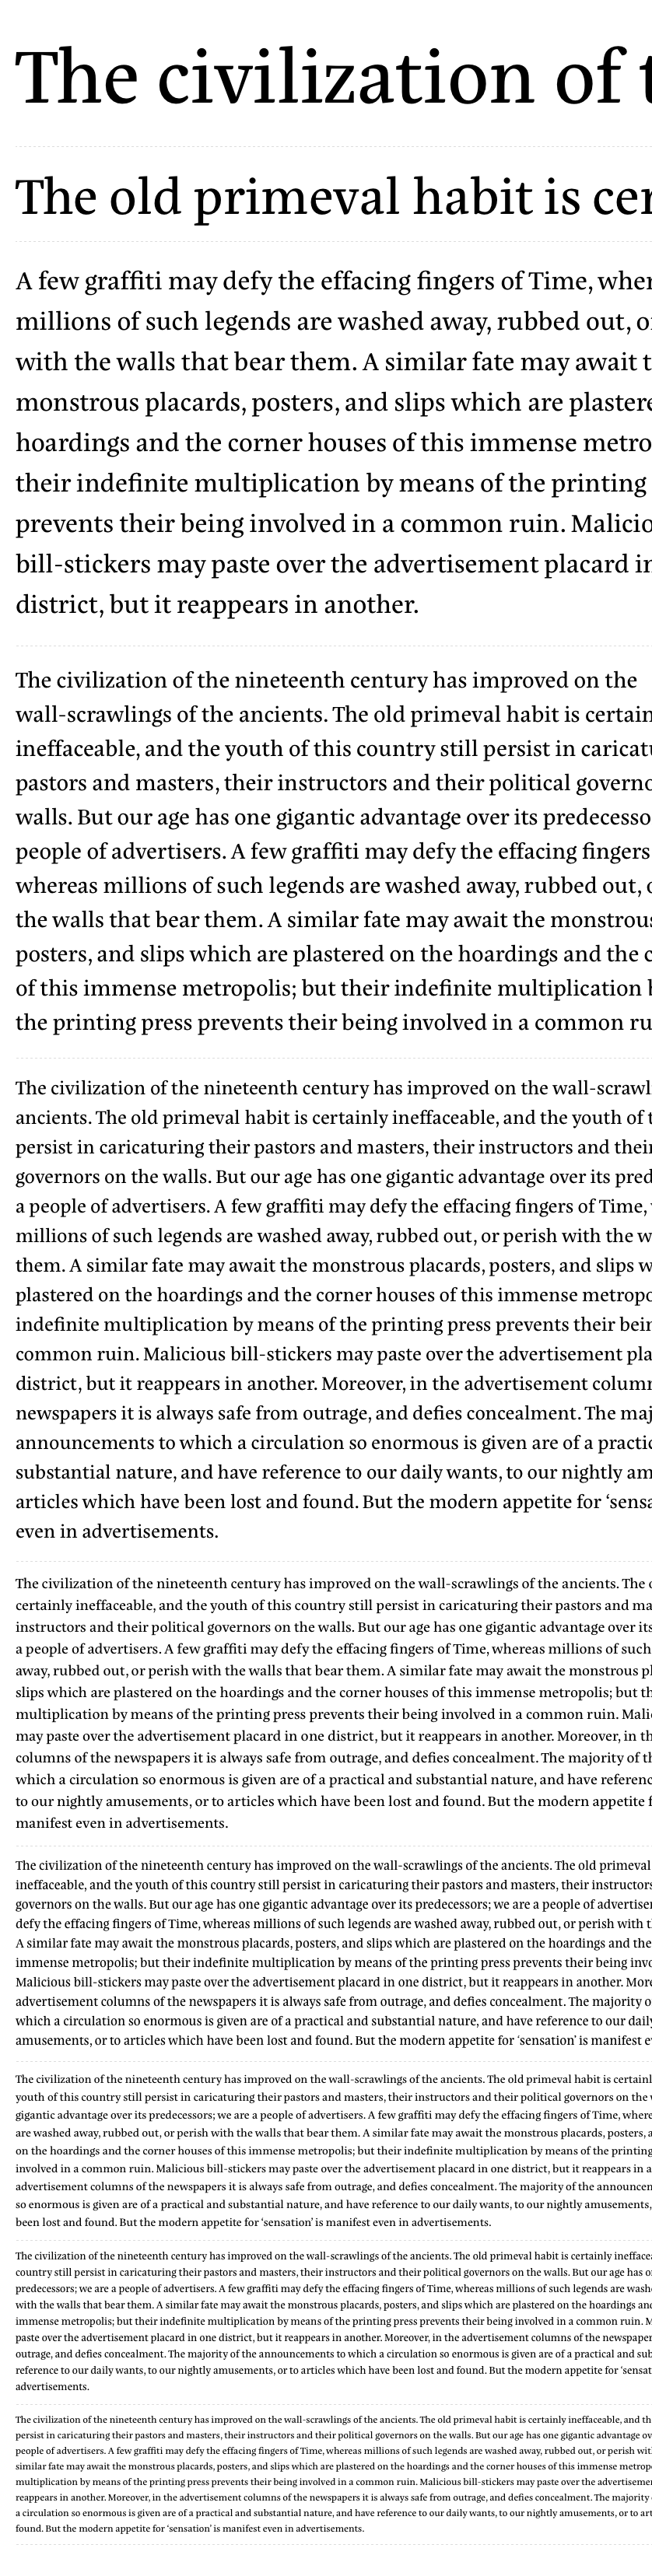 The civilization of t
The old primeval habit is cer
A few graffiti may defy the effacing fingers of Time, wher
millions of such legends are washed away, rubbed out, o
with the walls that bear them. A similar fate may await t
monstrous placards, posters, and slips which are plastere
hoardings and the corner houses of this immense metro
their indefinite multiplication by means of the printing
prevents their being involved in a common ruin. Malicio
bill-stickers may paste over the advertisement placard in
district, but it reappears in another.
The civilization of the nineteenth century has improved on the
wall-scrawlings of the ancients. The old primeval habit is certain
ineffaceable, and the youth of this country still persist in caricatu
pastors and masters, their instructors and their political governo
walls. But our age has one gigantic advantage over its predecesso
people of advertisers. A few graffiti may defy the effacing fingers
whereas millions of such legends are washed away, rubbed out, o
the walls that bear them. A similar fate may await the monstrous
posters, and slips which are plastered on the hoardings and the c
of this immense metropolis; but their indefinite multiplication b
the printing press prevents their being involved in a common ru
The civilization of the nineteenth century has improved on the wall-scrawl
ancients. The old primeval habit is certainly ineffaceable, and the youth of t
persist in caricaturing their pastors and masters, their instructors and their
governors on the walls. But our age has one gigantic advantage over its pred
a people of advertisers. A few graffiti may defy the effacing fingers of Time,
millions of such legends are washed away, rubbed out, or perish with the w
them. A similar fate may await the monstrous placards, posters, and slips w
plastered on the hoardings and the corner houses of this immense metropo
indefinite multiplication by means of the printing press prevents their bein
common ruin. Malicious bill-stickers may paste over the advertisement pla
district, but it reappears in another. Moreover, in the advertisement column
newspapers it is always safe from outrage, and defies concealment. The maj
announcements to which a circulation so enormous is given are of a practic
substantial nature, and have reference to our daily wants, to our nightly am
articles which have been lost and found. But the modern appetite for ‘sensa
even in advertisements.
The civilization of the nineteenth century has improved on the wall-scrawlings of the ancients. The o
certainly ineffaceable, and the youth of this country still persist in caricaturing their pastors and ma
instructors and their political governors on the walls. But our age has one gigantic advantage over its
a people of advertisers. A few graffiti may defy the effacing fingers of Time, whereas millions of such
away, rubbed out, or perish with the walls that bear them. A similar fate may await the monstrous pl
slips which are plastered on the hoardings and the corner houses of this immense metropolis; but th
multiplication by means of the printing press prevents their being involved in a common ruin. Malic
may paste over the advertisement placard in one district, but it reappears in another. Moreover, in th
columns of the newspapers it is always safe from outrage, and defies concealment. The majority of th
which a circulation so enormous is given are of a practical and substantial nature, and have referenc
to our nightly amusements, or to articles which have been lost and found. But the modern appetite f
manifest even in advertisements.
The civilization of the nineteenth century has improved on the wall-scrawlings of the ancients. The old primeval
ineffaceable, and the youth of this country still persist in caricaturing their pastors and masters, their instructors
governors on the walls. But our age has one gigantic advantage over its predecessors; we are a people of advertiser
defy the effacing fingers of Time, whereas millions of such legends are washed away, rubbed out, or perish with th
A similar fate may await the monstrous placards, posters, and slips which are plastered on the hoardings and the
immense metropolis; but their indefinite multiplication by means of the printing press prevents their being invo
Malicious bill-stickers may paste over the advertisement placard in one district, but it reappears in another. More
advertisement columns of the newspapers it is always safe from outrage, and defies concealment. The majority o
which a circulation so enormous is given are of a practical and substantial nature, and have reference to our daily
amusements, or to articles which have been lost and found. But the modern appetite for ‘sensation’ is manifest ev
The civilization of the nineteenth century has improved on the wall-scrawlings of the ancients. The old primeval habit is certainl
youth of this country still persist in caricaturing their pastors and masters, their instructors and their political governors on the w
gigantic advantage over its predecessors; we are a people of advertisers. A few graffiti may defy the effacing fingers of Time, where
are washed away, rubbed out, or perish with the walls that bear them. A similar fate may await the monstrous placards, posters, a
on the hoardings and the corner houses of this immense metropolis; but their indefinite multiplication by means of the printing
involved in a common ruin. Malicious bill-stickers may paste over the advertisement placard in one district, but it reappears in a
advertisement columns of the newspapers it is always safe from outrage, and defies concealment. The majority of the announcen
so enormous is given are of a practical and substantial nature, and have reference to our daily wants, to our nightly amusements,
been lost and found. But the modern appetite for ‘sensation’ is manifest even in advertisements.
The civilization of the nineteenth century has improved on the wall-scrawlings of the ancients. The old primeval habit is certainly ineffacea
country still persist in caricaturing their pastors and masters, their instructors and their political governors on the walls. But our age has o
predecessors; we are a people of advertisers. A few graffiti may defy the effacing fingers of Time, whereas millions of such legends are wash
with the walls that bear them. A similar fate may await the monstrous placards, posters, and slips which are plastered on the hoardings and
immense metropolis; but their indefinite multiplication by means of the printing press prevents their being involved in a common ruin. M
paste over the advertisement placard in one district, but it reappears in another. Moreover, in the advertisement columns of the newspaper
outrage, and defies concealment. The majority of the announcements to which a circulation so enormous is given are of a practical and sub
reference to our daily wants, to our nightly amusements, or to articles which have been lost and found. But the modern appetite for ‘sensat
advertisements.
The civilization of the nineteenth century has improved on the wall-scrawlings of the ancients. The old primeval habit is certainly ineffaceable, and th
persist in caricaturing their pastors and masters, their instructors and their political governors on the walls. But our age has one gigantic advantage ov
people of advertisers. A few graffiti may defy the effacing fingers of Time, whereas millions of such legends are washed away, rubbed out, or perish wit
similar fate may await the monstrous placards, posters, and slips which are plastered on the hoardings and the corner houses of this immense metrop
multiplication by means of the printing press prevents their being involved in a common ruin. Malicious bill-stickers may paste over the advertisemen
reappears in another. Moreover, in the advertisement columns of the newspapers it is always safe from outrage, and defies concealment. The majority
a circulation so enormous is given are of a practical and substantial nature, and have reference to our daily wants, to our nightly amusements, or to art
found. But the modern appetite for ‘sensation’ is manifest even in advertisements.